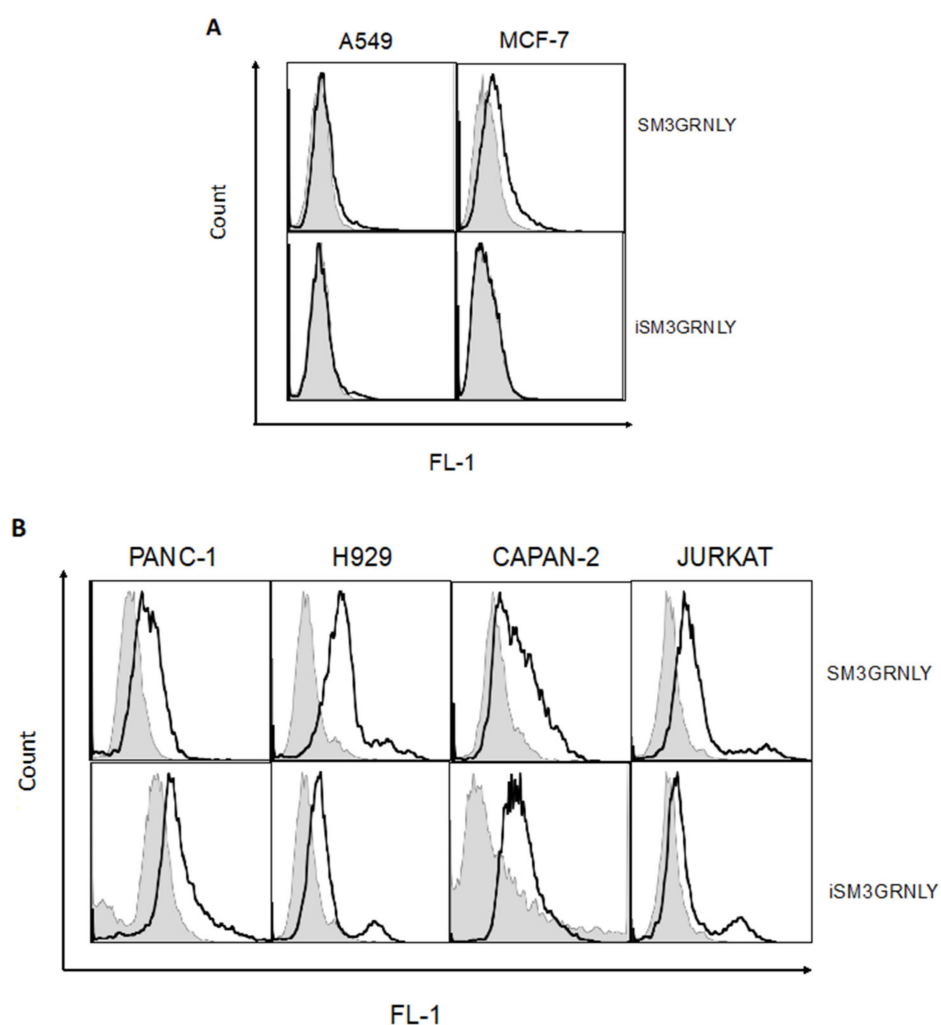 A
A549 MCF-7
SM3GRNLY
Count
iSM3GRNLY
FL-1
B
PANC-1 H929 CAPAN-2 JURKAT
SM3GRNLY
Count
iSM3GRNLY
FL-1